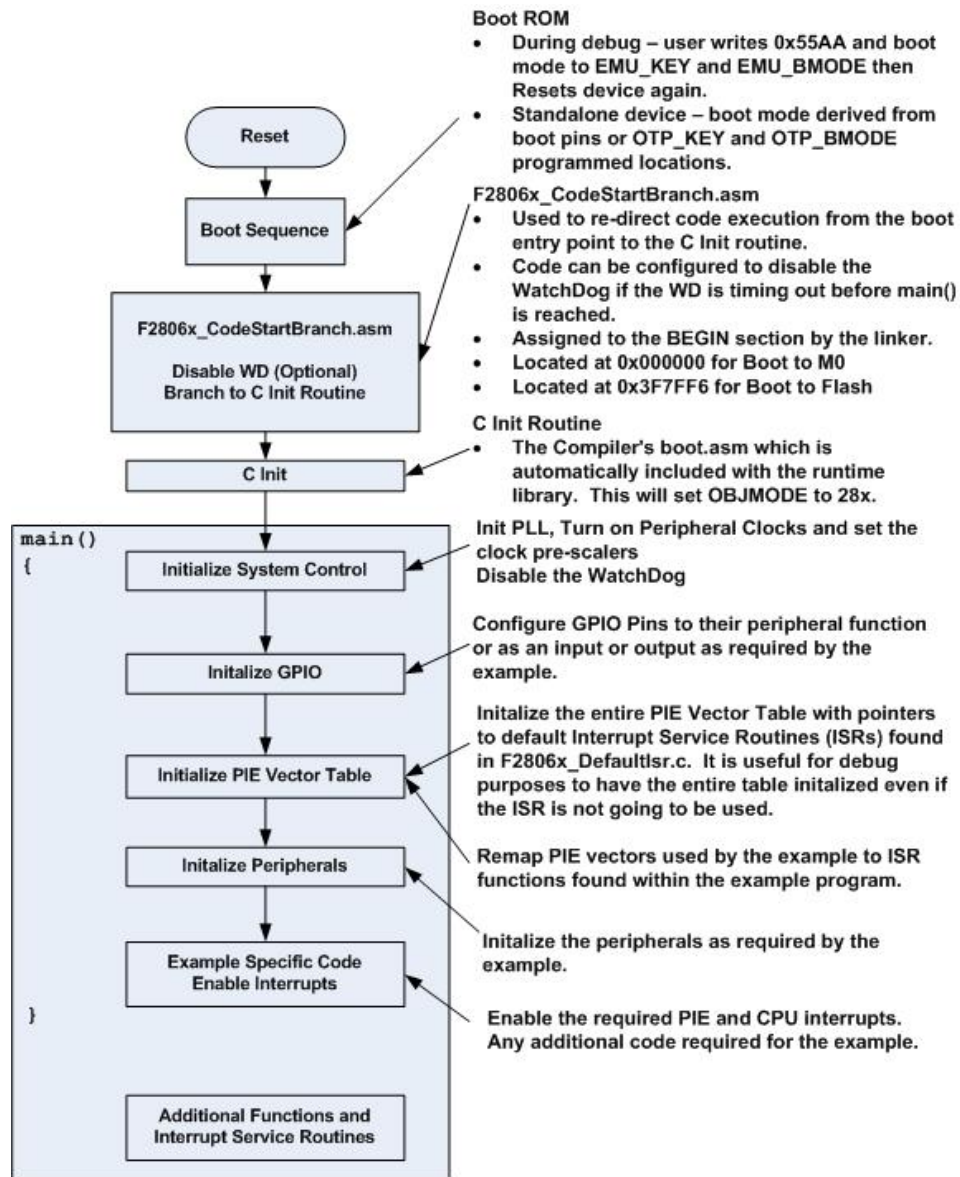 Boot ROM
• During debug – user writes 0x55AA and boot
mode to EMU_KEY and EMU_BMODE then
Resets device again.
• Standalone device – boot mode derived from
boot pins or OTP_KEY and OTP_BMODE
programmed locations.
Reset
Boot Sequence
F2806x_CodeStartBranch.asm
• Used to re-direct code execution from the boot
entry point to the C Init routine.
• Code can be configured to disable the
WatchDog if the WD is timing out before main()
is reached.
• Assigned to the BEGIN section by the linker.
• Located at 0x000000 for Boot to M0
• Located at 0x3F7FF6 for Boot to Flash
F2806x_CodeStartBranch.asm
Disable WD (Optional)
Branch to C Init Routine
C Init Routine
• The Compiler's boot.asm which is
automatically included with the runtime
library. This will set OBJMODE to 28x.
C Init
main()
{
Initialize System Control
Init PLL, Turn on Peripheral Clocks and set the
clock pre-scalers
Disable the WatchDog
Initalize GPIO
Configure GPIO Pins to their peripheral function
or as an input or output as required by the
example.
Initialize PIE Vector Table
Initalize the entire PIE Vector Table with pointers
to default Interrupt Service Routines (ISRs) found
in F2806x_DefaultIsr.c. It is useful for debug
purposes to have the entire table initalized even if
the ISR is not going to be used.
Remap PIE vectors used by the example to ISR
functions found within the example program.
Initalize Peripherals
Initalize the peripherals as required by the
example.
Example Specific Code
Enable Interrupts
Enable the required PIE and CPU interrupts.
Any additional code required for the example.
}
Additional Functions and
Interrupt Service Routines